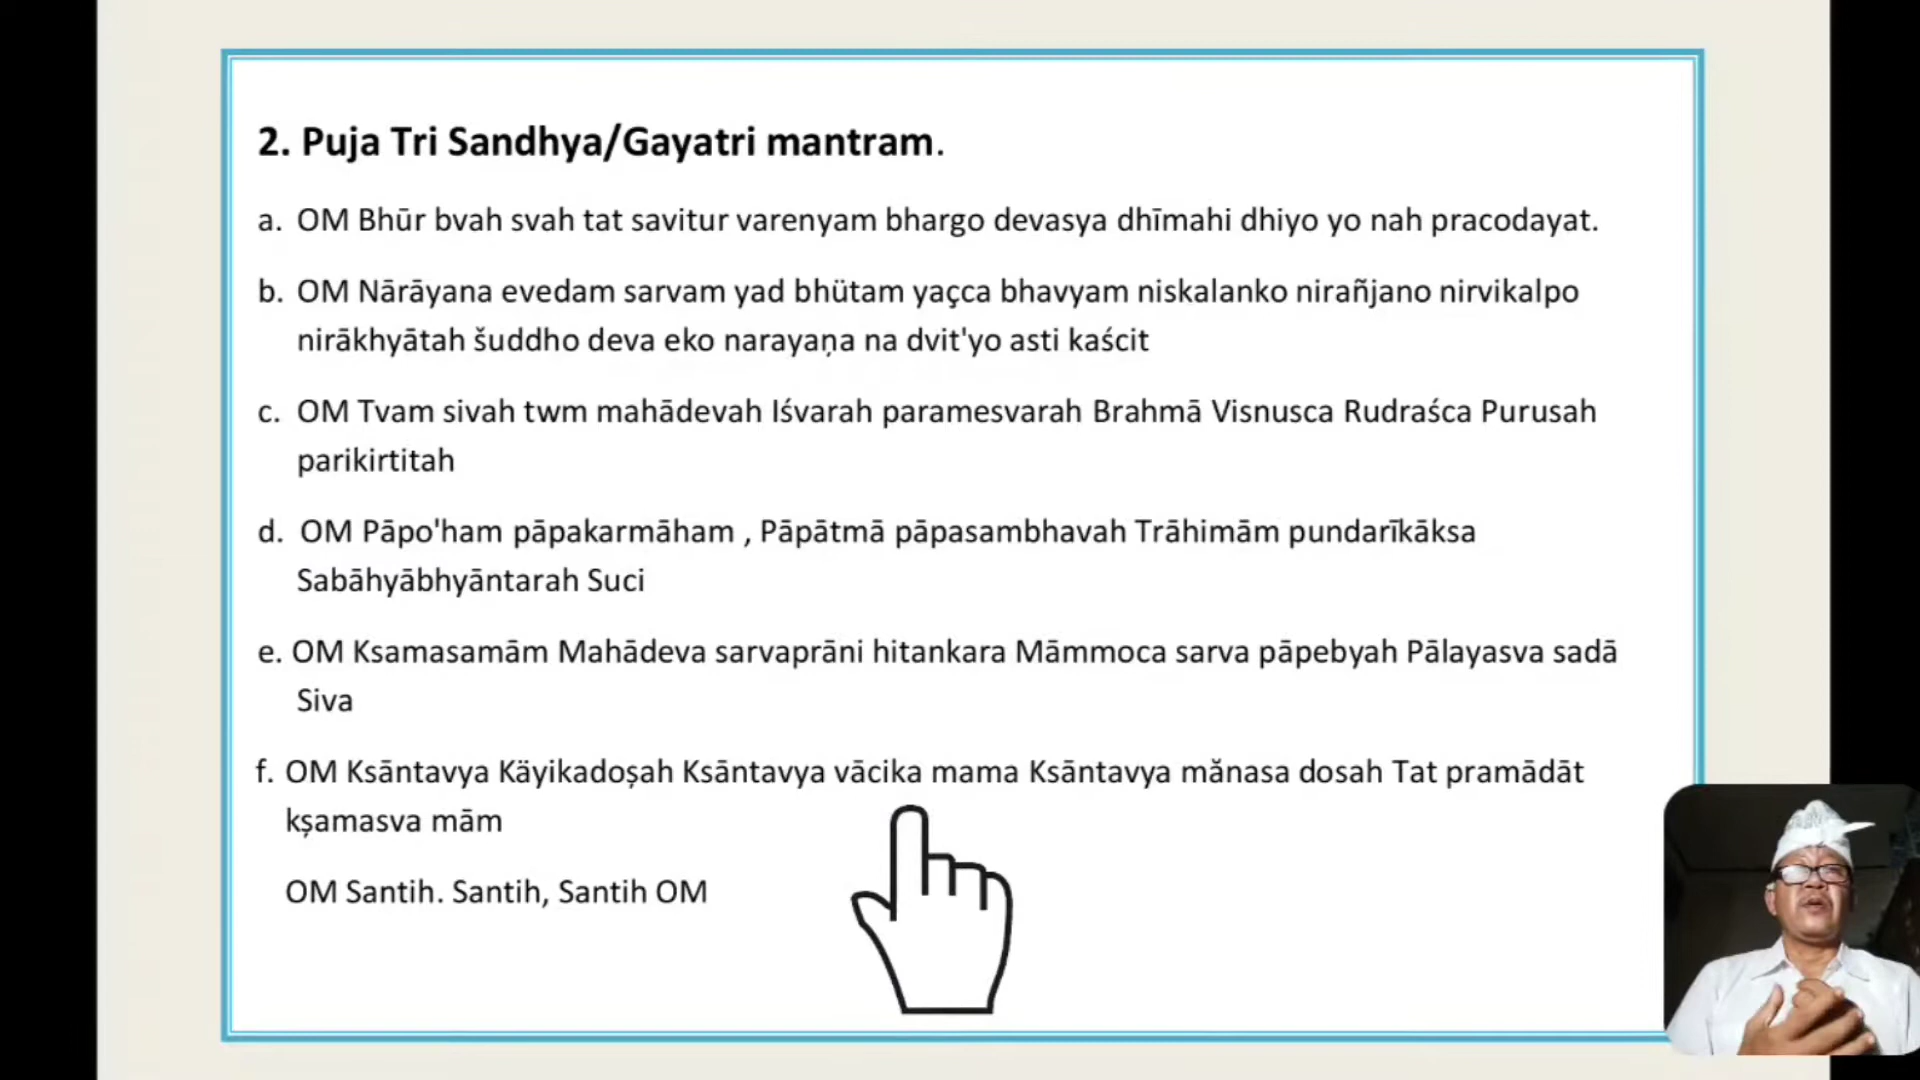 2. Puja Tri Sandhya/Gayatri mantram.
a. OM Bhūr bvah svah tat savitur varenyam bhargo devasya dhīmahi dhiyo yo nah pracodayat.
b. OM Nārāyana evedam sarvam yad bhütam yaçca bhavyam niskalanko nirañjano nirvikalpo
nirākhyātah šuddho deva eko narayaṇa na dvit'yo asti kaścit
c. OM Tvam sivah twm mahādevah Iśvarah paramesvarah Brahmā Visnusca Rudraśca Purusah
parikirtitah
d. OM Pāpo'ham pāpakarmāham , Pāpātmā pāpasambhavah Trāhimām pundarīkāksa
Sabāhyābhyāntarah Suci
e. OM Ksamasamām Mahādeva sarvaprāni hitankara Māmmoca sarva pāpebyah Pālayasva sadā
Siva
f. OM Ksāntavya Käyikadoṣah Ksāntavya vācika mama Ksāntavya mănasa dosah Tat pramādāt
kṣamasva mām
OM Santih. Santih, Santih OM